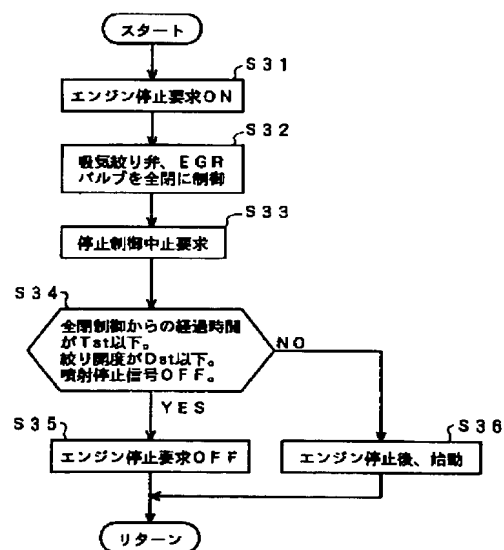 スタート
S31
エンジン停止要求ON
S32
吸気絞り弁、EGR
バルブを全閉に制御
S33
停止制御中止要求
S34
全閉制御からの経過時間
がTst以下。
絞り開度がDst以下。
噴射停止信号OFF。
NO
YES
S35
エンジン停止要求OFF
S36
エンジン停止後、始動
リターン